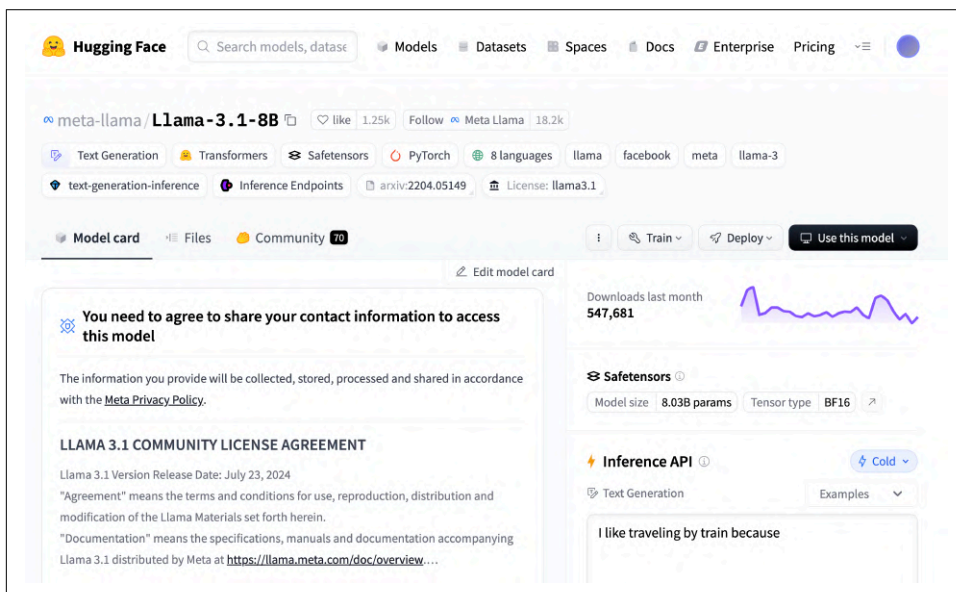 Hugging Face Search models, datase Models Datasets Spaces Docs Enterprise Pricing
meta-llama/Llama-3.1-8B like 1.25k Follow Meta Llama 18.2k
Text Generation Transformers Safetensors PyTorch 8 languages llama facebook meta llama-3
text-generation-inference Inference Endpoints arxiv:2204.05149 License: llama3.1
Model card Files Community 70 Train Deploy Use this model
Edit model card
You need to agree to share your contact information to access
this model
The information you provide will be collected, stored, processed and shared in accordance
with the Meta Privacy Policy.
LLAMA 3.1 COMMUNITY LICENSE AGREEMENT
Llama 3.1 Version Release Date: July 23, 2024
"Agreement" means the terms and conditions for use, reproduction, distribution and
modification of the Llama Materials set forth herein.
"Documentation" means the specifications, manuals and documentation accompanying
Llama 3.1 distributed by Meta at https://llama.meta.com/doc/overview....
Downloads last month
547,681
Safetensors
Model size 8.03B params Tensor type BF16
Inference API Cold
Text Generation Examples
I like traveling by train because